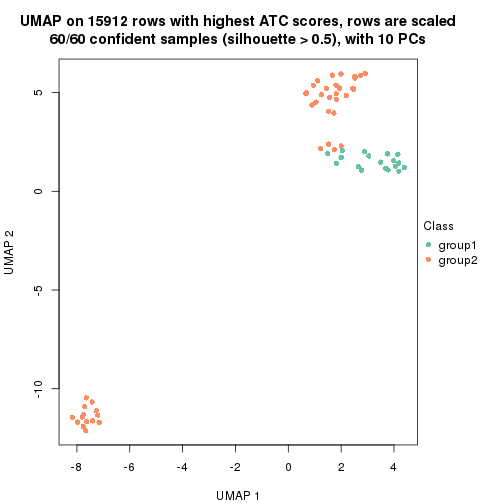 UMAP on 15912 rows with highest ATC scores, rows are scaled
60/60 confident samples (silhouette > 0.5), with 10 PCs
5
0
-5
-10
UMAP 2
-8 -6 -4 -2 0 2 4
UMAP 1
Class
group1
group2